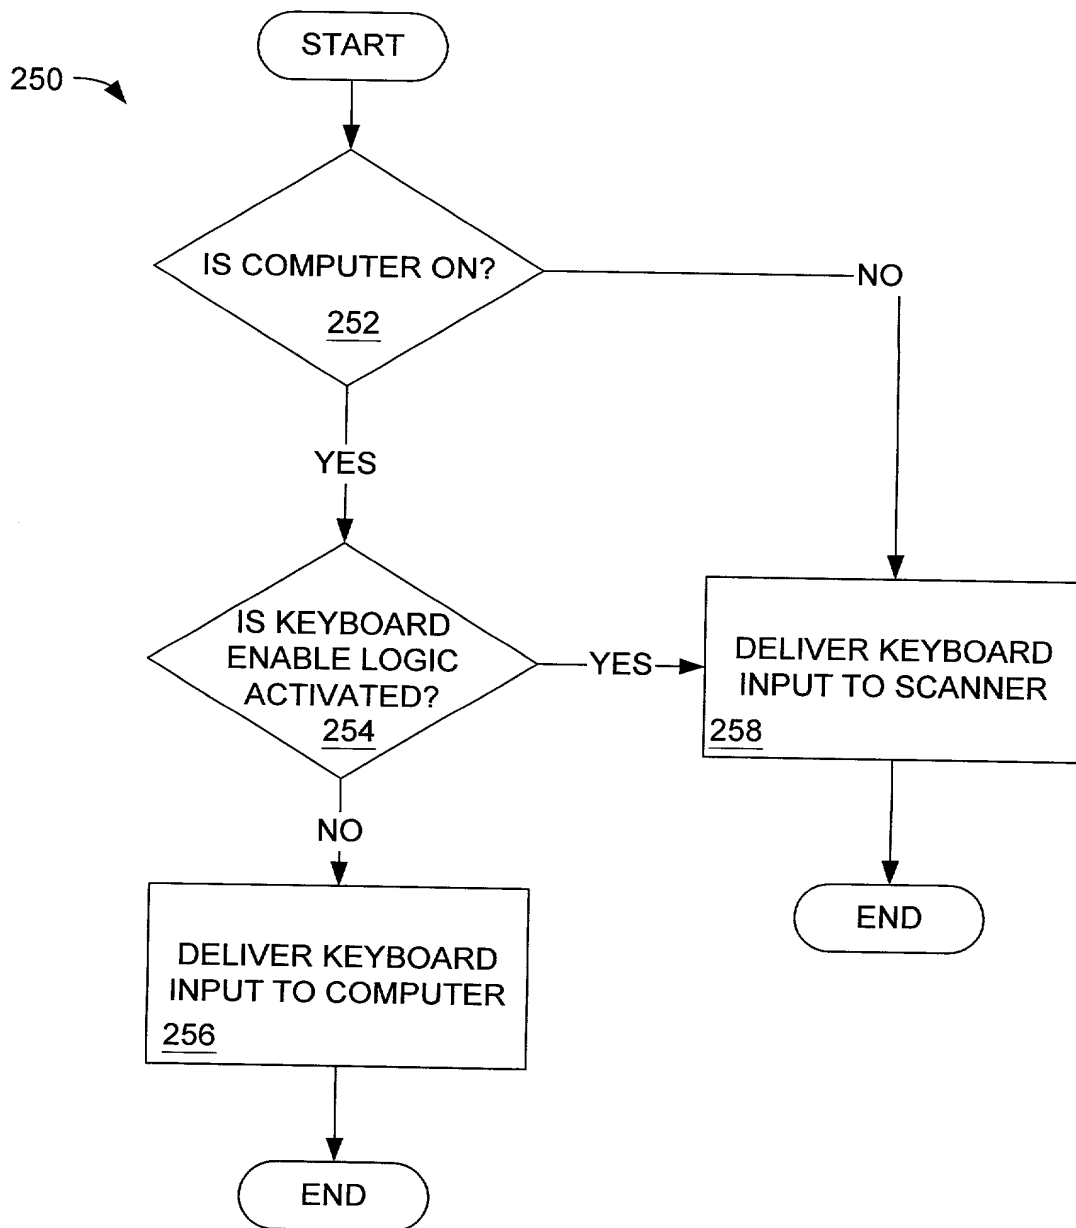 START
250
IS COMPUTER ON?
252
NO
YES
IS KEYBOARD
ENABLE LOGIC
ACTIVATED?
254
YES
DELIVER KEYBOARD
INPUT TO SCANNER
258
NO
END
DELIVER KEYBOARD
INPUT TO COMPUTER
256
END